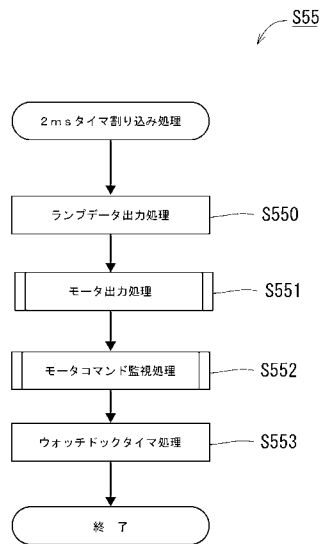 S55
2msタイマ割り込み処理
ランプデータ出力処理
S550
モータ出力処理
S551
モータコマンド監視処理
S552
ウォッチドックタイマ処理
S553
終 了